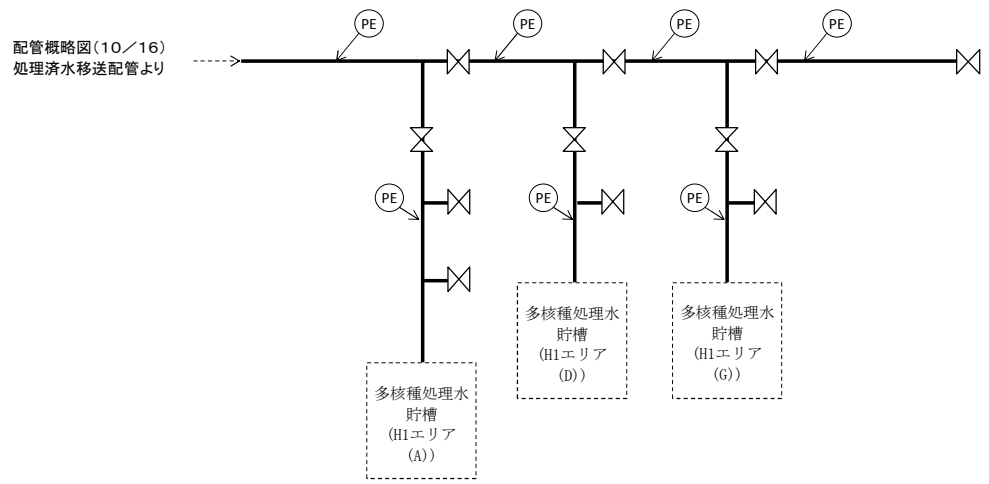 PE
PE
PE
PE
配管概略図(10/16)
処理済水移送配管より
PE
PE
PE
多核種処理水
貯槽
(H1エリア
(D))
多核種処理水
貯槽
(H1エリア
(G))
多核種処理水
貯槽
(H1エリア
(A))